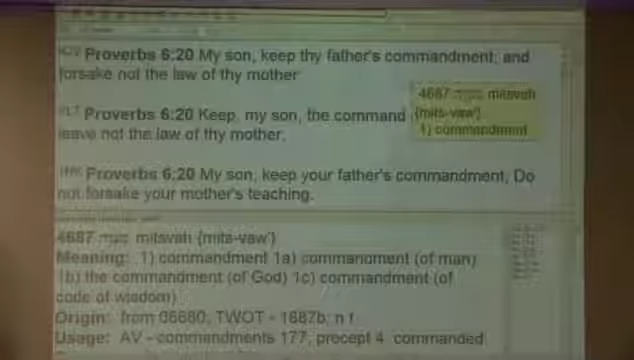 KJV Proverbs 6:20 My son, keep thy father's commandment, and
forsake not the law of thy mother
YLT Proverbs 6:20 Keep, my son, the command
leave not the law of thy mother.
4687 מצוה mitsvah
{mits-vaw'}
1) commandment
Proverbs 6:20 My son, keep your father's commandment, Do
not forsake your mother's teaching.
4687 מצוה mitsvah {mits-vaw'}
Meaning: 1) commandment 1a) commandment (of man)
1b) the commandment (of God) 1c) commandment (of
code of wisdom)
Origin: from 06680; TWOT - 1887b; n f
Usage: AV - commandments 177, precept 4, commanded